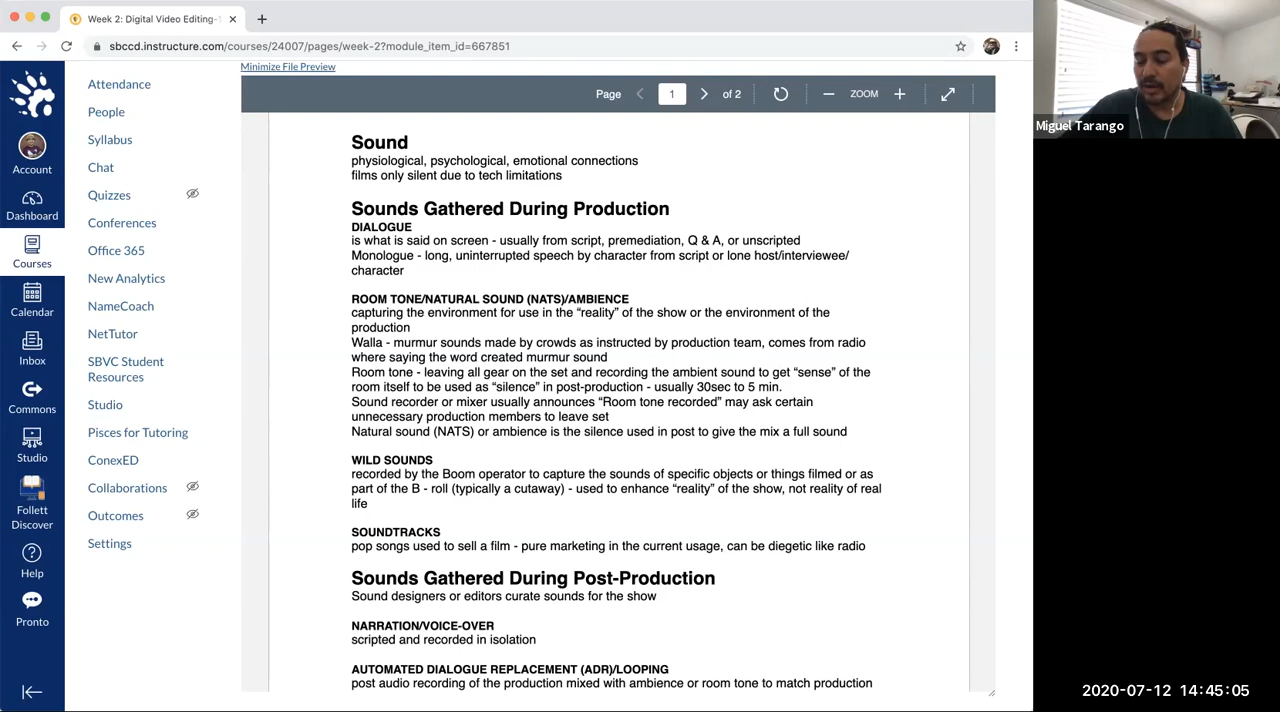 Week 2: Digital Video Editing-
sbccd.instructure.com/courses/24007/pages/week-2?module_item_id=667851
Account
Dashboard
Courses
Calendar
Inbox
Commons
Studio
Follett
Discover
Help
Pronto
Attendance
People
Syllabus
Chat
Quizzes
Conferences
Office 365
New Analytics
NameCoach
NetTutor
SBVC Student
Resources
Studio
Pisces for Tutoring
ConexED
Collaborations
Outcomes
Settings
Minimize File Preview
Page 1 of 2 ZOOM
Sound
physiological, psychological, emotional connections
films only silent due to tech limitations
Sounds Gathered During Production
DIALOGUE
is what is said on screen - usually from script, premediation, Q & A, or unscripted
Monologue - long, uninterrupted speech by character from script or lone host/interviewee/
character
ROOM TONE/NATURAL SOUND (NATS)/AMBIENCE
capturing the environment for use in the “reality” of the show or the environment of the
production
Walla - murmur sounds made by crowds as instructed by production team, comes from radio
where saying the word created murmur sound
Room tone - leaving all gear on the set and recording the ambient sound to get “sense” of the
room itself to be used as “silence” in post-production - usually 30sec to 5 min.
Sound recorder or mixer usually announces “Room tone recorded” may ask certain
unnecessary production members to leave set
Natural sound (NATS) or ambience is the silence used in post to give the mix a full sound
WILD SOUNDS
recorded by the Boom operator to capture the sounds of specific objects or things filmed or as
part of the B - roll (typically a cutaway) - used to enhance “reality” of the show, not reality of real
life
SOUNDTRACKS
pop songs used to sell a film - pure marketing in the current usage, can be diegetic like radio
Sounds Gathered During Post-Production
Sound designers or editors curate sounds for the show
NARRATION/VOICE-OVER
scripted and recorded in isolation
AUTOMATED DIALOGUE REPLACEMENT (ADR)/LOOPING
post audio recording of the production mixed with ambience or room tone to match production
Miguel Tarango
2020-07-12 14:45:05